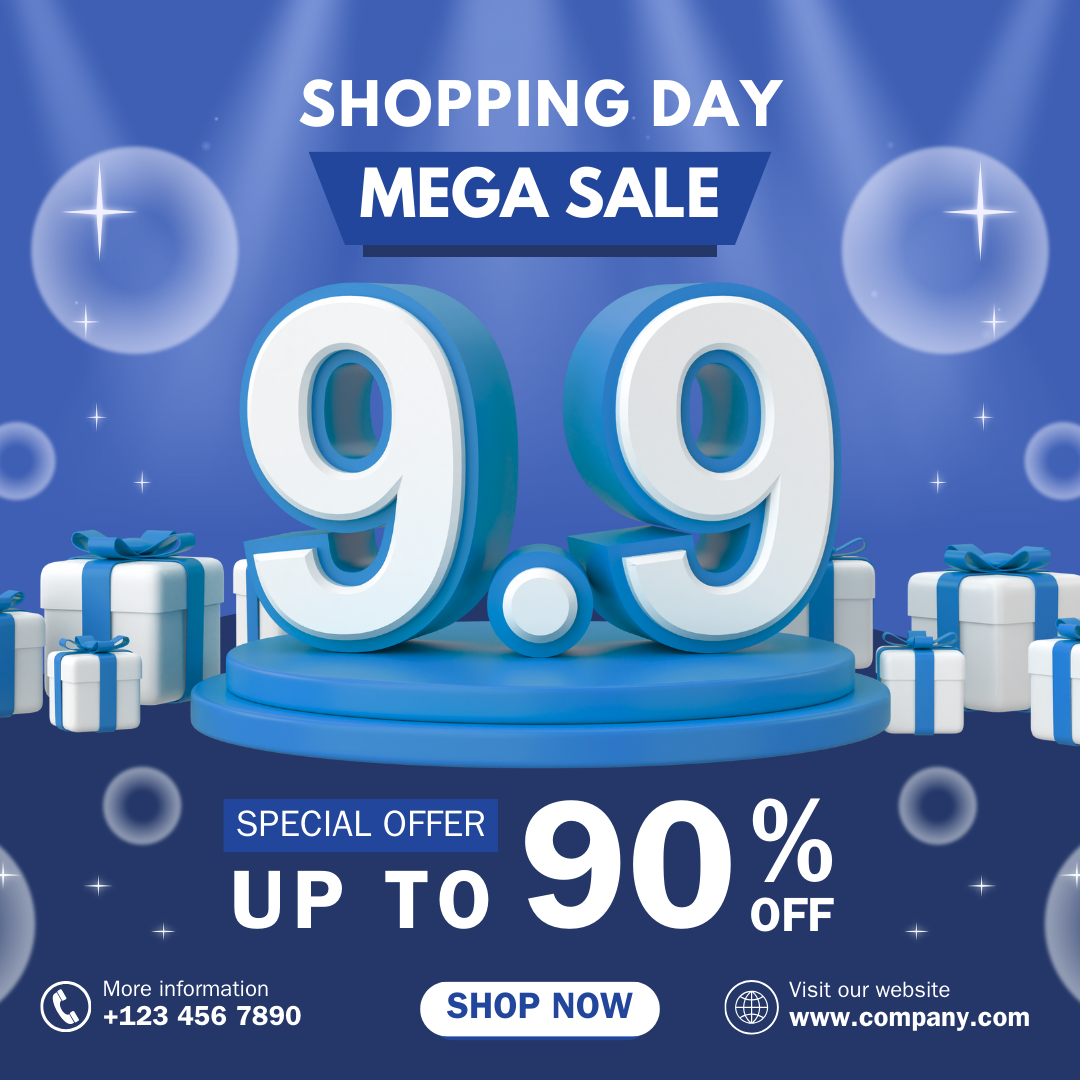 SHOPPING DAY
MEGA SALE
9.9
SPECIAL OFFER
UP TO 90% OFF
More information
+123 456 7890
SHOP NOW
Visit our website
www.company.com